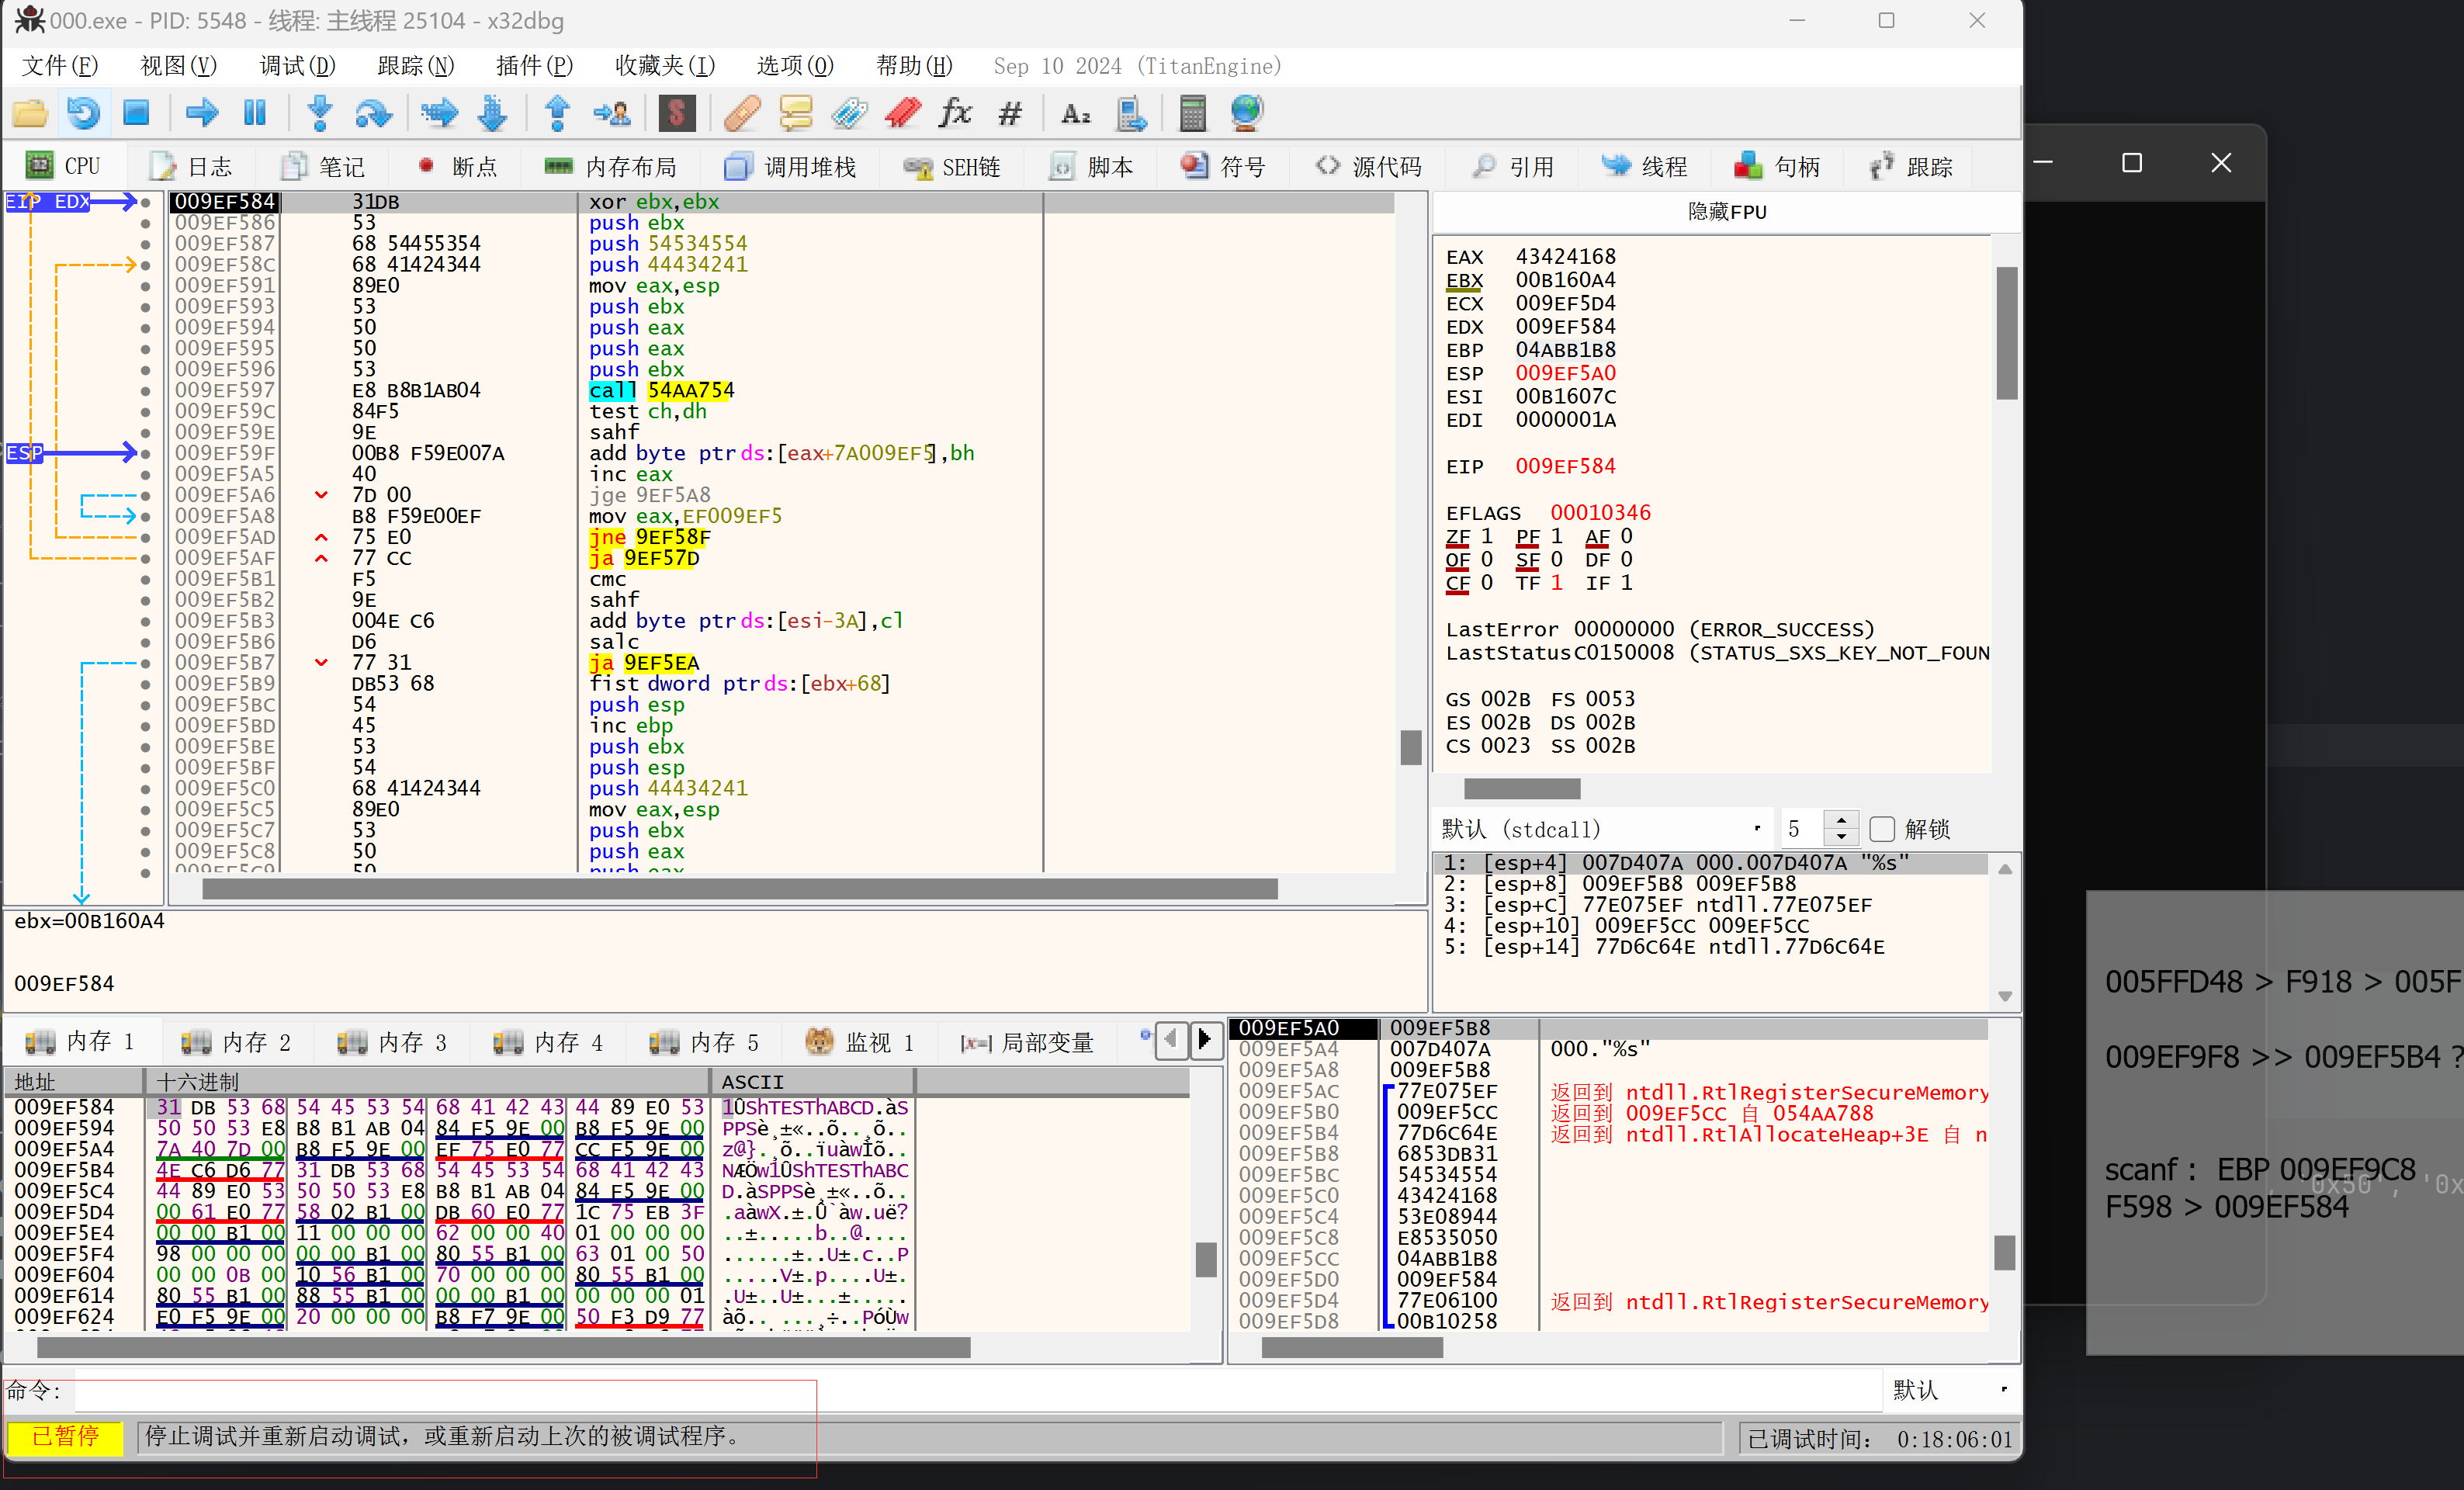 000.exe - PID: 5548 - 线程: 主线程 25104 - x32dbg
文件(F) 视图(V) 调试(D) 跟踪(N) 插件(P) 收藏夹(I) 选项(O) 帮助(H) Sep 10 2024 (TitanEngine)
CPU 日志 笔记 断点 内存布局 调用堆栈 SEH链 脚本 符号 源代码 引用 线程 句柄 跟踪
EIP EDX
ESP
009EF584 31DB xor ebx,ebx
009EF586 53 push ebx
009EF587 68 54455354 push 54534554
009EF58C 68 41424344 push 44434241
009EF591 89E0 mov eax,esp
009EF593 53 push ebx
009EF594 50 push eax
009EF595 50 push eax
009EF596 53 push ebx
009EF597 E8 B8B1AB04 call 54AA754
009EF59C 84F5 test ch,dh
009EF59E 9E sahf
009EF59F 00B8 F59E007A add byte ptr ds:[eax+7A009EF5],bh
009EF5A5 40 inc eax
009EF5A6 7D 00 jge 9EF5A8
009EF5A8 B8 F59E00EF mov eax,EF009EF5
009EF5AD 75 E0 jne 9EF58F
009EF5AF 77 CC ja 9EF57D
009EF5B1 F5 cmc
009EF5B2 9E sahf
009EF5B3 004E C6 add byte ptr ds:[esi-3A],cl
009EF5B6 D6 salc
009EF5B7 77 31 ja 9EF5EA
009EF5B9 DB53 68 fist dword ptr ds:[ebx+68]
009EF5BC 54 push esp
009EF5BD 45 inc ebp
009EF5BE 53 push ebx
009EF5BF 54 push esp
009EF5C0 68 41424344 push 44434241
009EF5C5 89E0 mov eax,esp
009EF5C7 53 push ebx
009EF5C8 50 push eax
009EF5C9 50 push eax
ebx=00B160A4
009EF584
隐藏FPU
EAX 43424168
EBX 00B160A4
ECX 009EF5D4
EDX 009EF584
EBP 04ABB1B8
ESP 009EF5A0
ESI 00B1607C
EDI 0000001A
EIP 009EF584
EFLAGS 00010346
ZF 1 PF 1 AF 0
OF 0 SF 0 DF 0
CF 0 TF 1 IF 1
LastError 00000000 (ERROR_SUCCESS)
LastStatus C0150008 (STATUS_SXS_KEY_NOT_FOUN
GS 002B FS 0053
ES 002B DS 002B
CS 0023 SS 002B
默认 (stdcall) 5 解锁
1: [esp+4] 007D407A 000.007D407A "%s"
2: [esp+8] 009EF5B8 009EF5B8
3: [esp+C] 77E075EF ntdll.77E075EF
4: [esp+10] 009EF5CC 009EF5CC
5: [esp+14] 77D6C64E ntdll.77D6C64E
内存 1 内存 2 内存 3 内存 4 内存 5 监视 1 [x=] 局部变量
地址 十六进制 ASCII
009EF584 31 DB 53 68 54 45 53 54 68 41 42 43 44 89 E0 53 1ÛShTESThABCD.àS
009EF594 50 50 53 E8 B8 B1 AB 04 84 F5 9E 00 B8 F5 9E 00 PPSè¸±«..õ..¸õ..
009EF5A4 7A 40 7D 00 B8 F5 9E 00 EF 75 E0 77 CC F5 9E 00 z@}.¸õ..ïuàwÌõ..
009EF5B4 4E C6 D6 77 31 DB 53 68 54 45 53 54 68 41 42 43 NÆÖw1ÛShTESThABC
009EF5C4 44 89 E0 53 50 50 53 E8 B8 B1 AB 04 84 F5 9E 00 D.àSPPSè¸±«..õ..
009EF5D4 00 61 E0 77 58 02 B1 00 DB 60 E0 77 1C 75 EB 3F .aàwX.±.Û`àw.uë?
009EF5E4 00 00 B1 00 11 00 00 00 62 00 00 40 01 00 00 00 ..±.....b..@....
009EF5F4 98 00 00 00 00 00 B1 00 80 55 B1 00 63 01 00 50 ......±..U±.c..P
009EF604 00 00 0B 00 10 56 B1 00 70 00 00 00 80 55 B1 00 .....V±.p....U±.
009EF614 80 55 B1 00 88 55 B1 00 00 00 B1 00 00 00 00 01 .U±..U±...±.....
009EF624 E0 F5 9E 00 20 00 00 00 B8 F7 9E 00 50 F3 D9 77 àõ.. ...¸÷..PóÙw
009EF5A0 009EF5B8
009EF5A4 007D407A 000."%s"
009EF5A8 009EF5B8
009EF5AC 77E075EF 返回到 ntdll.RtlRegisterSecureMemory
009EF5B0 009EF5CC 返回到 009EF5CC 自 054AA788
009EF5B4 77D6C64E 返回到 ntdll.RtlAllocateHeap+3E 自 n
009EF5B8 6853DB31
009EF5BC 54534554
009EF5C0 43424168
009EF5C4 53E08944
009EF5C8 E8535050
009EF5CC 04ABB1B8
009EF5D0 009EF584
009EF5D4 77E06100 返回到 ntdll.RtlRegisterSecureMemory
009EF5D8 00B10258
命令: 默认
已暂停 停止调试并重新启动调试，或重新启动上次的被调试程序。 已调试时间: 0:18:06:01
005FFD48 > F918 > 005F
009EF9F8 >> 009EF5B4 ?
scanf : EBP 009EF9C8
, '0x50', '0x
F598 > 009EF584